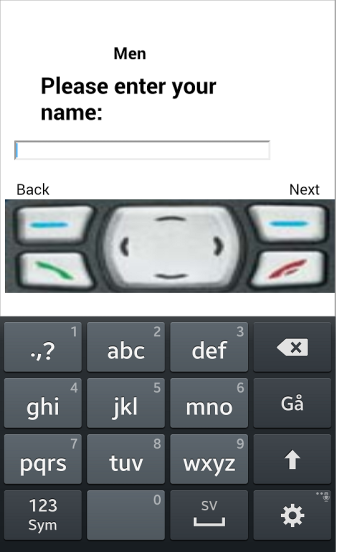 Men
Please enter your
name:
Back Next
1 2 3
.,? abc def
4 5 6
ghi jkl mno Gå
7 8 9
pqrs tuv wxyz
123 0 SV
Sym